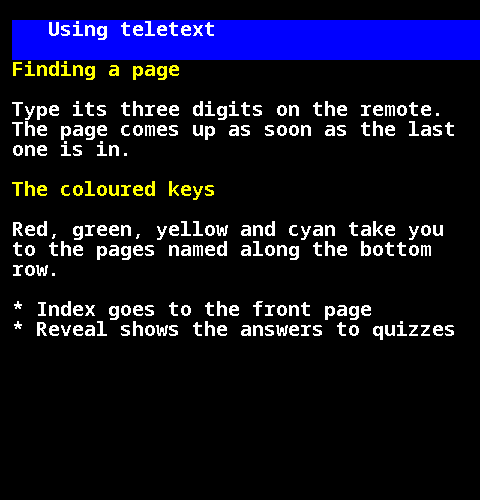 Using teletext
Finding a page
Type its three digits on the remote.
The page comes up as soon as the last
one is in.
The coloured keys
Red, green, yellow and cyan take you
to the pages named along the bottom
row.
* Index goes to the front page
* Reveal shows the answers to quizzes